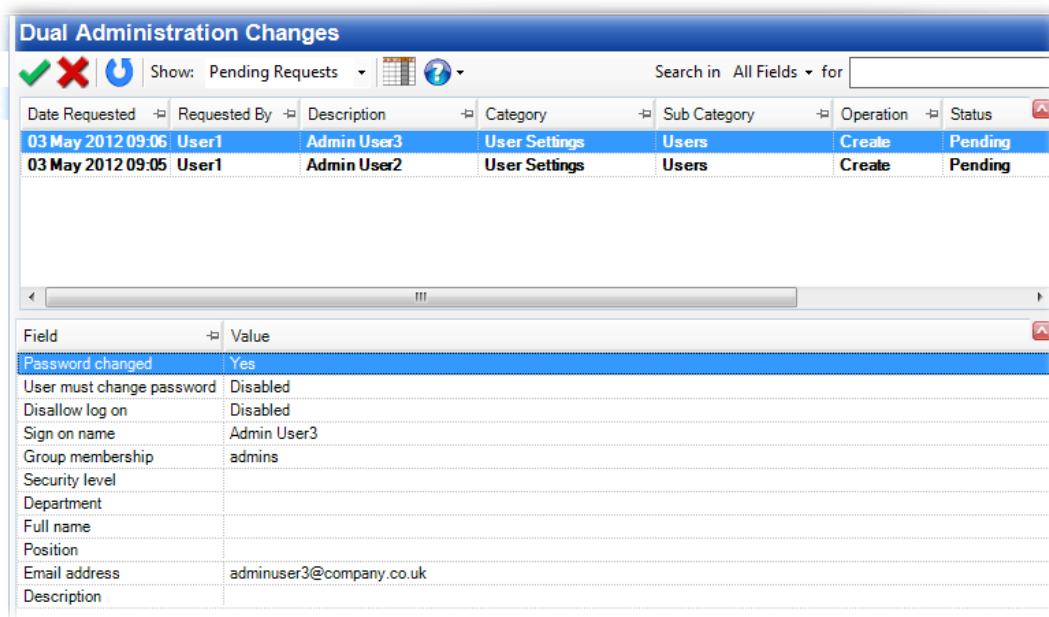 Dual Administration Changes
Show: Pending Requests Search in All Fields for
Date Requested Requested By Description Category Sub Category Operation Status
03 May 2012 09:06 User1 Admin User3 User Settings Users Create Pending
03 May 2012 09:05 User1 Admin User2 User Settings Users Create Pending
Field Value
Password changed Yes
User must change password Disabled
Disallow log on Disabled
Sign on name Admin User3
Group membership admins
Security level
Department
Full name
Position
Email address adminuser3@company.co.uk
Description